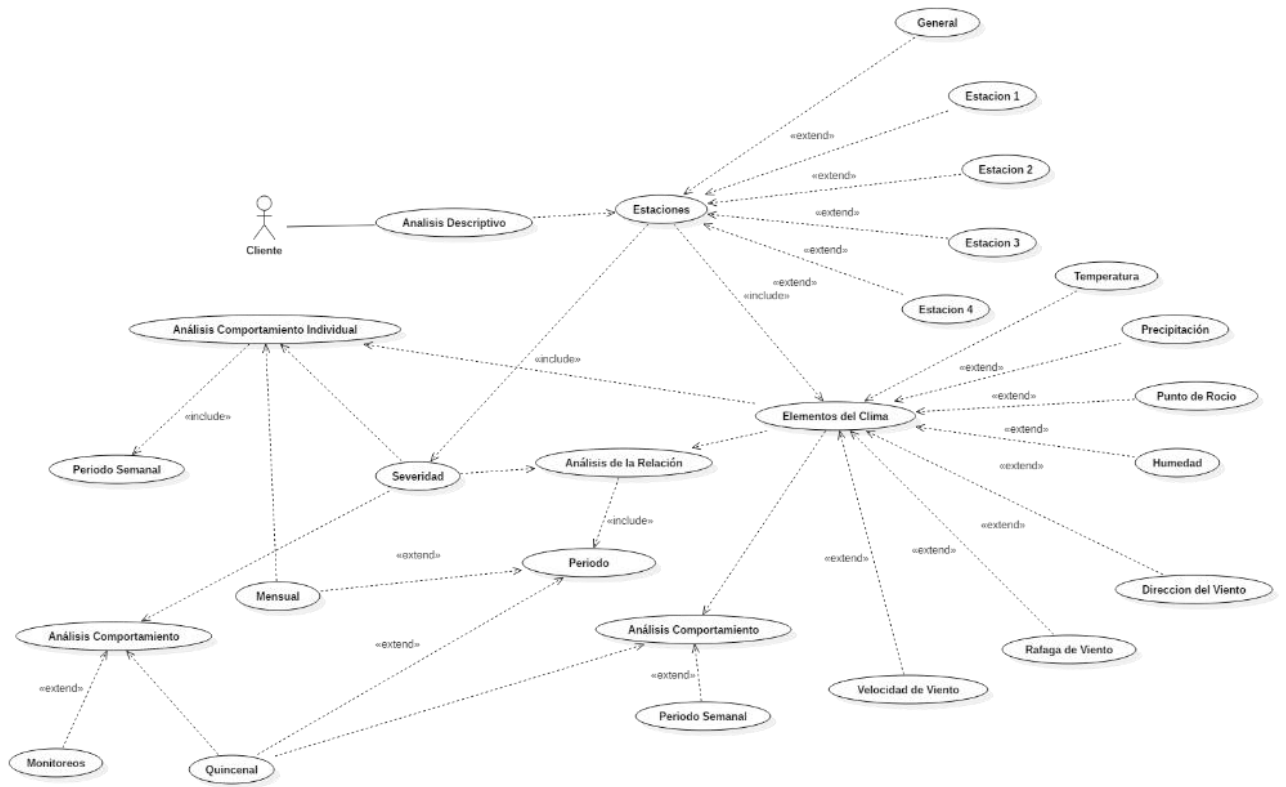 General
Estacion 1
«extend»
Estacion 2
«extend»
Estaciones
Analisis Descriptivo
«extend»
Estacion 3
Cliente
«extend»
Temperatura
«extend»
«include»
Estacion 4
Análisis Comportamiento Individual
Precipitación
«include»
«extend»
Punto de Rocio
«extend»
Elementos del Clima
«include»
«extend»
Periodo Semanal
Severidad
Análisis de la Relación
Humedad
«extend»
«include»
«extend»
«extend»
«extend»
«extend»
Periodo
Mensual
Direccion del Viento
Análisis Comportamiento
Análisis Comportamiento
«extend»
Rafaga de Viento
«extend»
«extend»
Velocidad de Viento
Periodo Semanal
Monitoreos
Quincenal